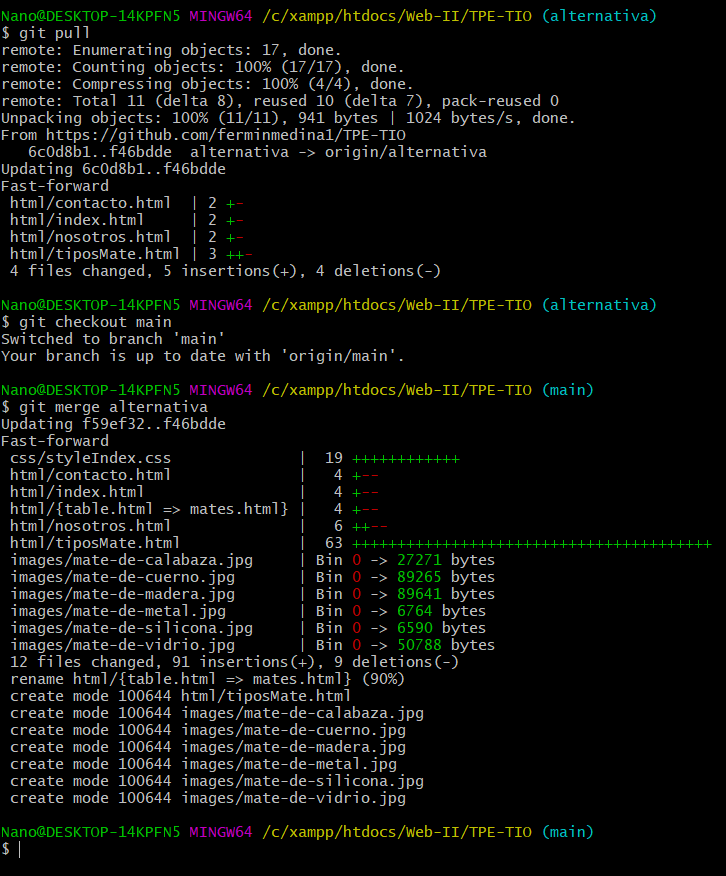 Nano@DESKTOP-14KPFN5 MINGW64 /c/xampp/htdocs/Web-II/TPE-TIO (alternativa)
$ git pull
remote: Enumerating objects: 17, done.
remote: Counting objects: 100% (17/17), done.
remote: Compressing objects: 100% (4/4), done.
remote: Total 11 (delta 8), reused 10 (delta 7), pack-reused 0
Unpacking objects: 100% (11/11), 941 bytes | 1024 bytes/s, done.
From https://github.com/ferminmedina1/TPE-TIO
   6c0d8b1..f46bdde  alternativa -> origin/alternativa
Updating 6c0d8b1..f46bdde
Fast-forward
 html/contacto.html  | 2 +-
 html/index.html     | 2 +-
 html/nosotros.html  | 2 +-
 html/tiposMate.html | 3 ++-
 4 files changed, 5 insertions(+), 4 deletions(-)

Nano@DESKTOP-14KPFN5 MINGW64 /c/xampp/htdocs/Web-II/TPE-TIO (alternativa)
$ git checkout main
Switched to branch 'main'
Your branch is up to date with 'origin/main'.

Nano@DESKTOP-14KPFN5 MINGW64 /c/xampp/htdocs/Web-II/TPE-TIO (main)
$ git merge alternativa
Updating f59ef32..f46bdde
Fast-forward
 css/styleIndex.css              |  19 ++++++++++++
 html/contacto.html              |   4 +--
 html/index.html                 |   4 +--
 html/{table.html => mates.html} |   4 +--
 html/nosotros.html              |   6 ++--
 html/tiposMate.html             |  63 ++++++++++++++++++++++++++++++++++++++++
 images/mate-de-calabaza.jpg     | Bin 0 -> 27271 bytes
 images/mate-de-cuerno.jpg       | Bin 0 -> 89265 bytes
 images/mate-de-madera.jpg       | Bin 0 -> 89641 bytes
 images/mate-de-metal.jpg        | Bin 0 -> 6764 bytes
 images/mate-de-silicona.jpg     | Bin 0 -> 6590 bytes
 images/mate-de-vidrio.jpg       | Bin 0 -> 50788 bytes
 12 files changed, 91 insertions(+), 9 deletions(-)
 rename html/{table.html => mates.html} (90%)
 create mode 100644 html/tiposMate.html
 create mode 100644 images/mate-de-calabaza.jpg
 create mode 100644 images/mate-de-cuerno.jpg
 create mode 100644 images/mate-de-madera.jpg
 create mode 100644 images/mate-de-metal.jpg
 create mode 100644 images/mate-de-silicona.jpg
 create mode 100644 images/mate-de-vidrio.jpg

Nano@DESKTOP-14KPFN5 MINGW64 /c/xampp/htdocs/Web-II/TPE-TIO (main)
$